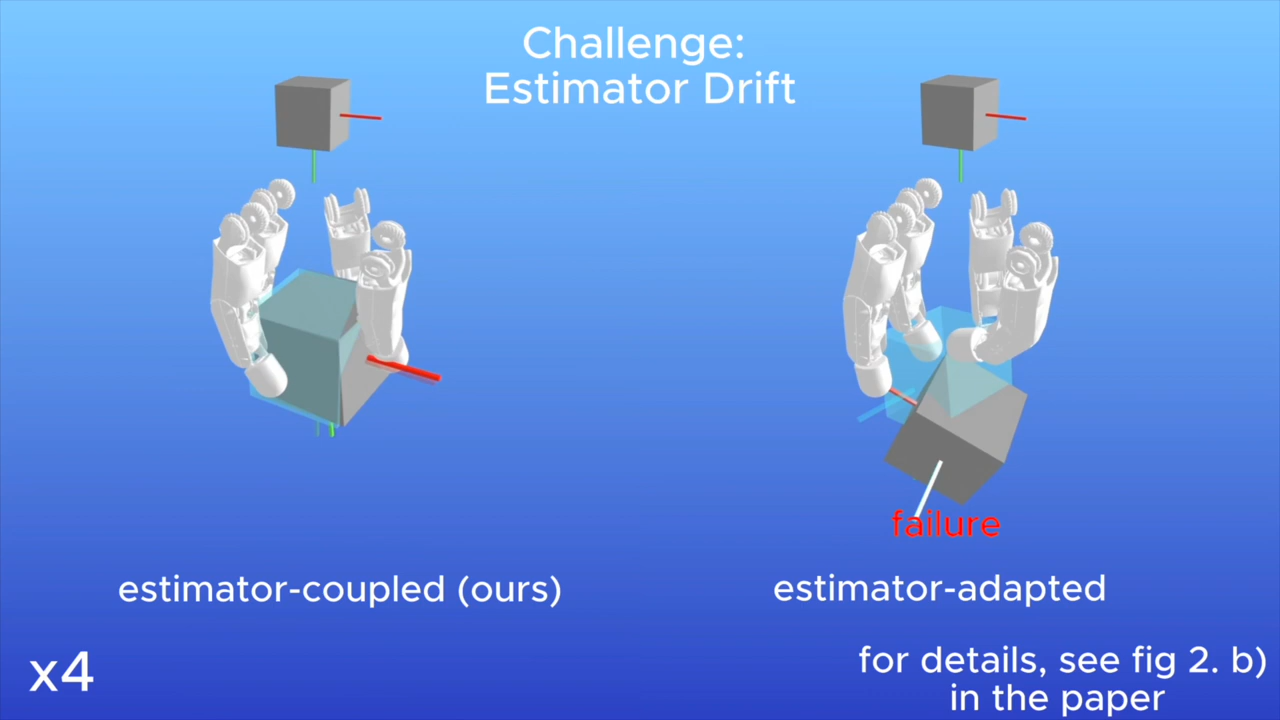 Challenge:
Estimator Drift
failure
estimator-coupled (ours)
estimator-adapted
x4
for details, see fig 2. b)
in the paper